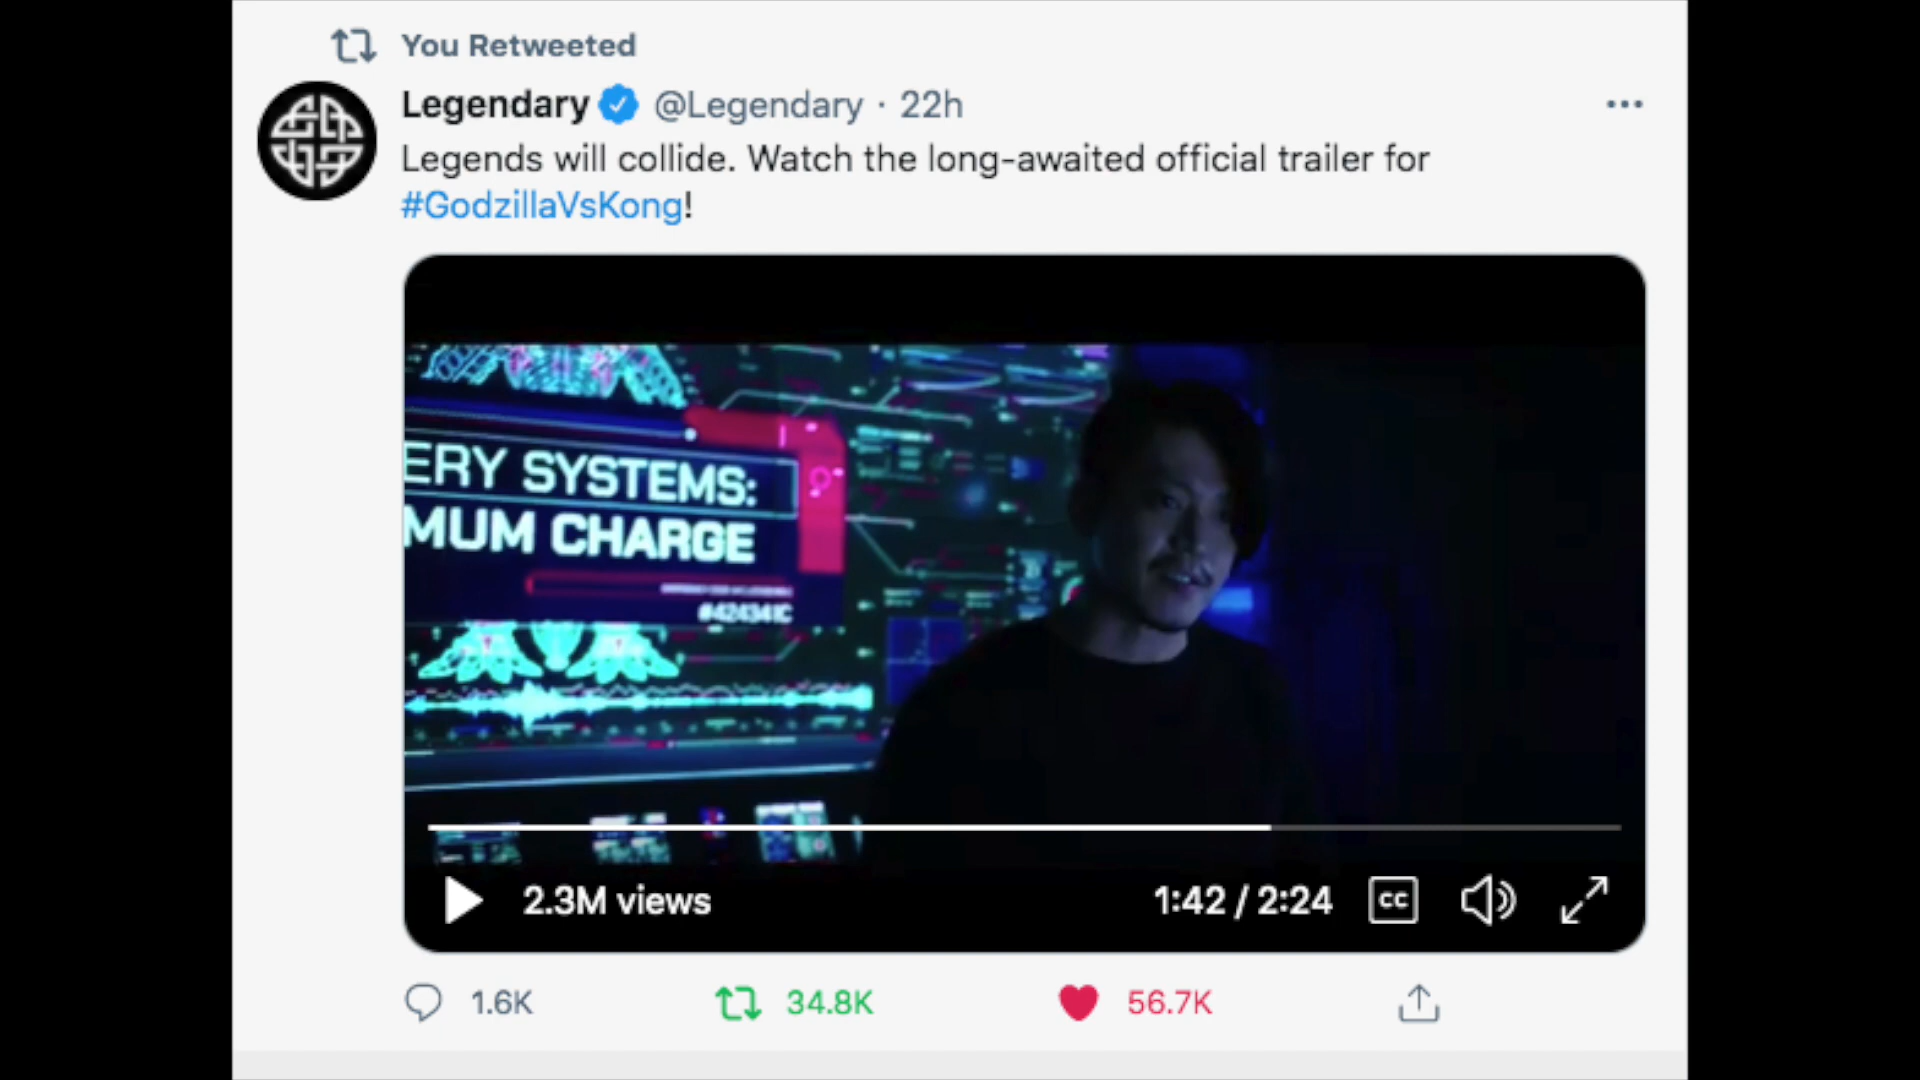 You Retweeted
Legendary @Legendary · 22h
Legends will collide. Watch the long-awaited official trailer for
#GodzillaVsKong!
ERY SYSTEMS:
MUM CHARGE
#424341C
2.3M views 1:42 / 2:24 CC
1.6K 34.8K 56.7K